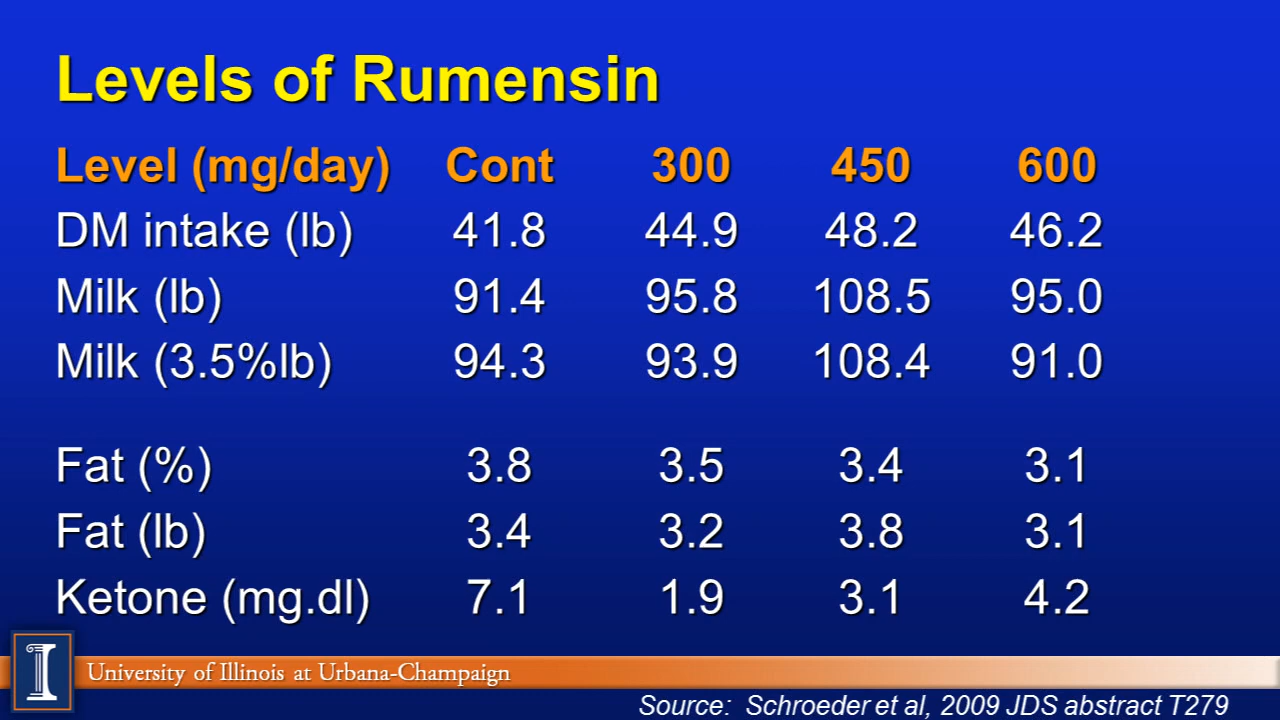 Levels of Rumensin
Level (mg/day) Cont 300 450 600
DM intake (lb) 41.8 44.9 48.2 46.2
Milk (lb) 91.4 95.8 108.5 95.0
Milk (3.5%lb) 94.3 93.9 108.4 91.0
Fat (%) 3.8 3.5 3.4 3.1
Fat (lb) 3.4 3.2 3.8 3.1
Ketone (mg.dl) 7.1 1.9 3.1 4.2
I University of Illinois at Urbana-Champaign
Source: Schroeder et al, 2009 JDS abstract T279